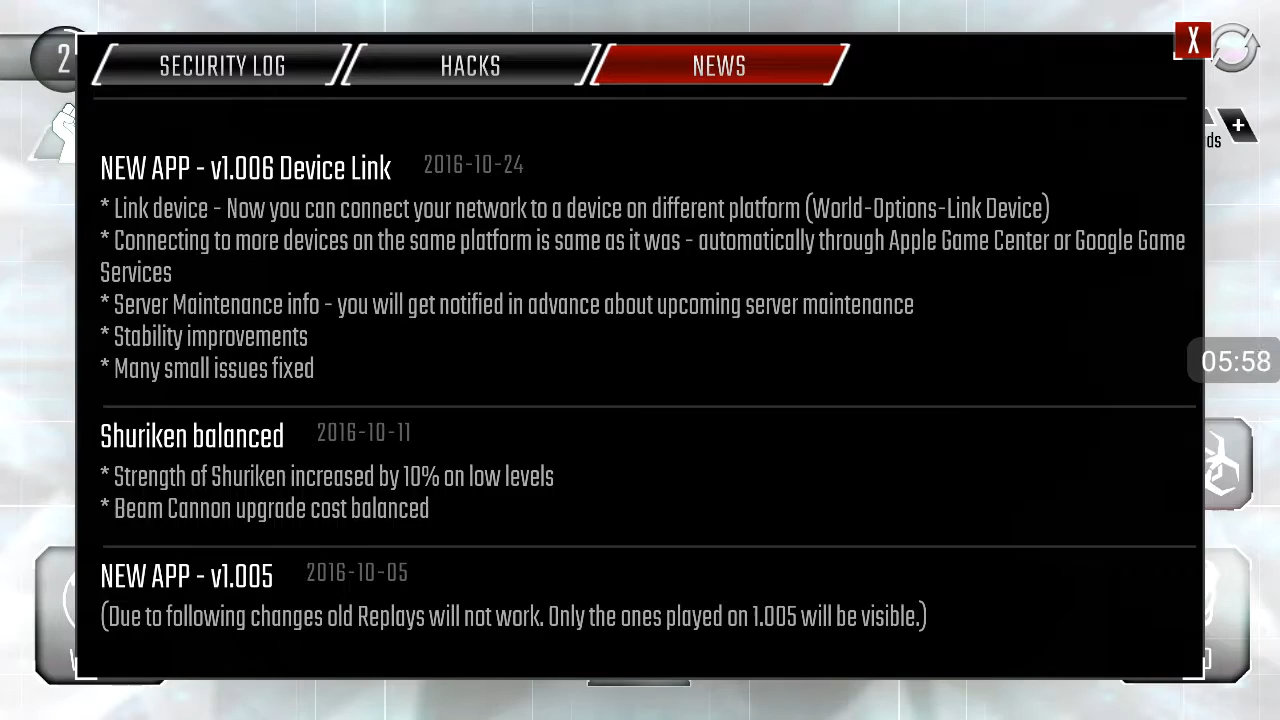 2
SECURITY LOG
HACKS
NEWS
X
ds
+
NEW APP - v1.006 Device Link 2016-10-24
* Link device - Now you can connect your network to a device on different platform (World-Options-Link Device)
* Connecting to more devices on the same platform is same as it was - automatically through Apple Game Center or Google Game
Services
* Server Maintenance info - you will get notified in advance about upcoming server maintenance
* Stability improvements
* Many small issues fixed
05:58
Shuriken balanced 2016-10-11
* Strength of Shuriken increased by 10% on low levels
* Beam Cannon upgrade cost balanced
NEW APP - v1.005 2016-10-05
(Due to following changes old Replays will not work. Only the ones played on 1.005 will be visible.)